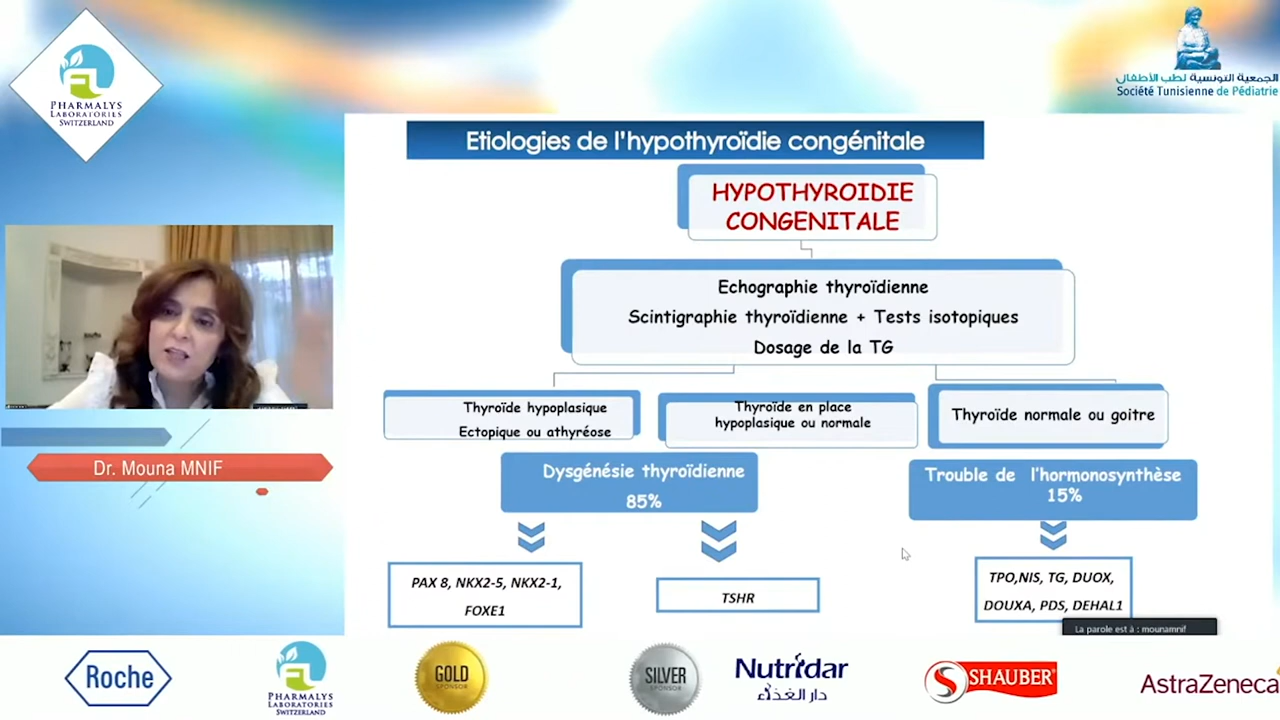 PHARMALYS
LABORATORIES
SWITZERLAND
الجمعية التونسية لطب الأطفال
Société Tunisienne de Pédiatrie
Etiologies de l'hypothyroïdie congénitale
HYPOTHYROIDIE
CONGENITALE
Echographie thyroïdienne
Scintigraphie thyroïdienne + Tests isotopiques
Dosage de la TG
Thyroïde hypoplasique
Ectopique ou athyréose
Thyroïde en place
hypoplasique ou normale
Thyroïde normale ou goitre
Dysgénésie thyroïdienne
85%
Trouble de l'hormonosynthèse
15%
PAX 8, NKX2-5, NKX2-1,
FOXE1
TSHR
TPO,NIS, TG, DUOX,
DOUXA, PDS, DEHAL1
La parole est à : mounamnif
Dr. Mouna MNIF
Roche
PHARMALYS
LABORATORIES
SWITZERLAND
GOLD
SPONSOR
SILVER
SPONSOR
Nutridar
دار الغذاء
S SHAUBER
AstraZeneca